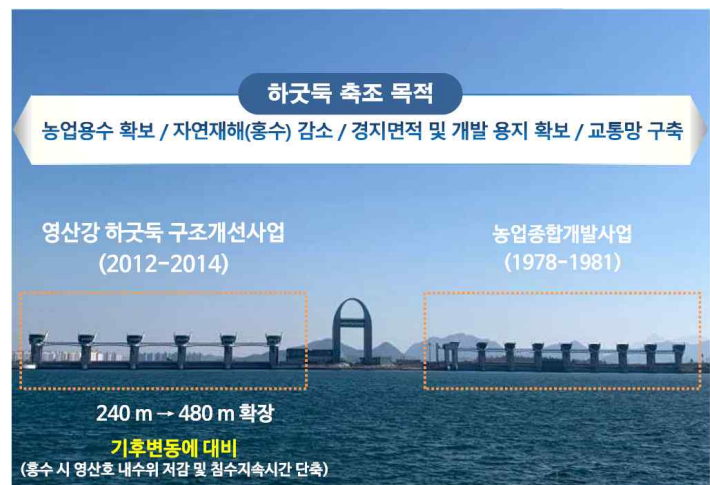 하굿둑 축조 목적
농업용수 확보 / 자연재해(홍수) 감소 / 경지면적 및 개발 용지 확보 / 교통망 구축
영산강 하굿둑 구조개선사업
(2012-2014)
농업종합개발사업
(1978-1981)
240 m → 480 m 확장
기후변동에 대비
(홍수 시 영산호 내수위 저감 및 침수지속시간 단축)